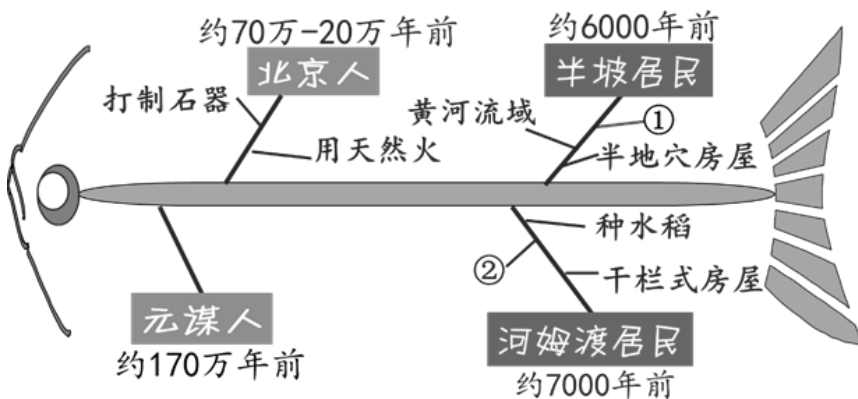 约70万-20万年前
北京人
打制石器
用天然火
约6000年前
半坡居民
黄河流域
①
半地穴房屋
元谋人
约170万年前
种水稻
②
干栏式房屋
河姆渡居民
约7000年前